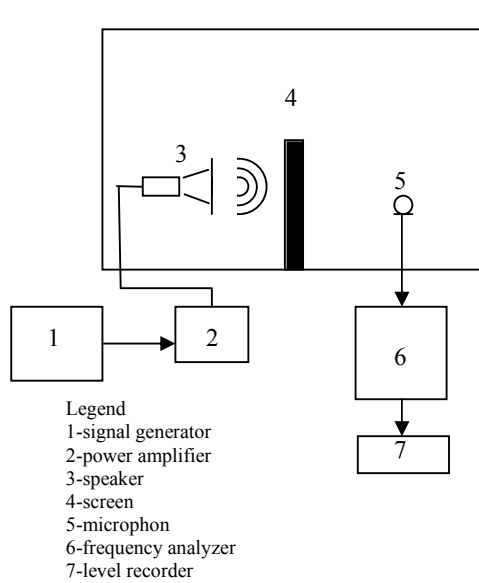 4
3
5
1
2
6
7
Legend
1-signal generator
2-power amplifier
3-speaker
4-screen
5-microphon
6-frequency analyzer
7-level recorder